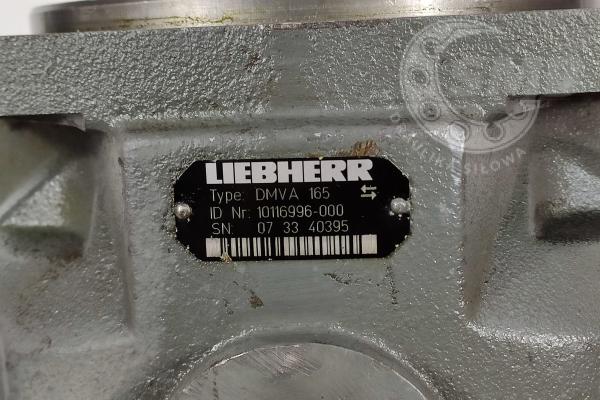 LIEBHERR
Type: DMVA 165
ID Nr: 10116996-000
SN: 07 33 40395